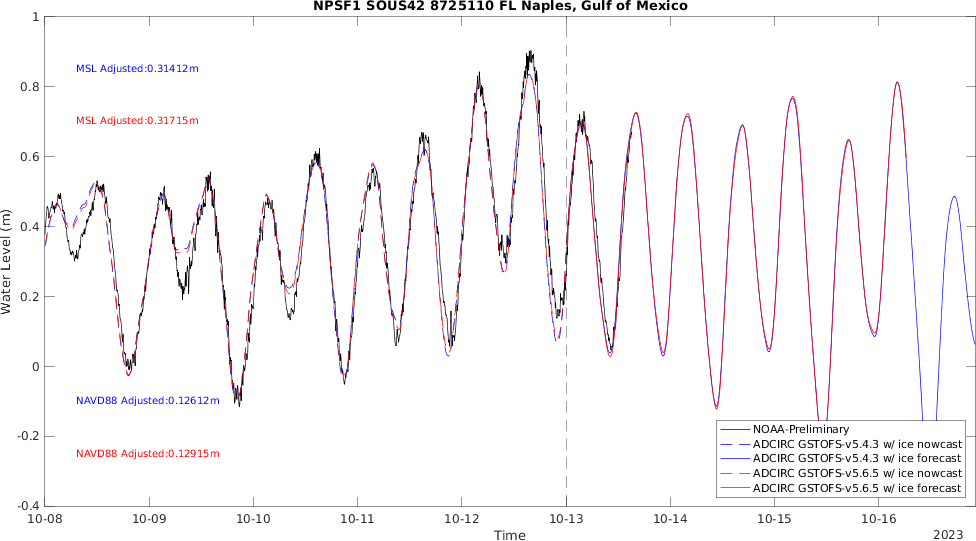 NPSF1 SOUS42 8725110 FL Naples, Gulf of Mexico
1
MSL Adjusted:0.31412m
0.8
MSL Adjusted:0.31715m
0.6
0.4
Water Level (m)
0.2
0
NAVD88 Adjusted:0.12612m
-0.2
NAVD88 Adjusted:0.12915m
-0.4
NOAA-Preliminary
ADCIRC GSTOFS-v5.4.3 w/ ice nowcast
ADCIRC GSTOFS-v5.4.3 w/ ice forecast
ADCIRC GSTOFS-v5.6.5 w/ ice nowcast
ADCIRC GSTOFS-v5.6.5 w/ ice forecast
10-08 10-09 10-10 10-11 10-12 10-13 10-14 10-15 10-16
Time
2023